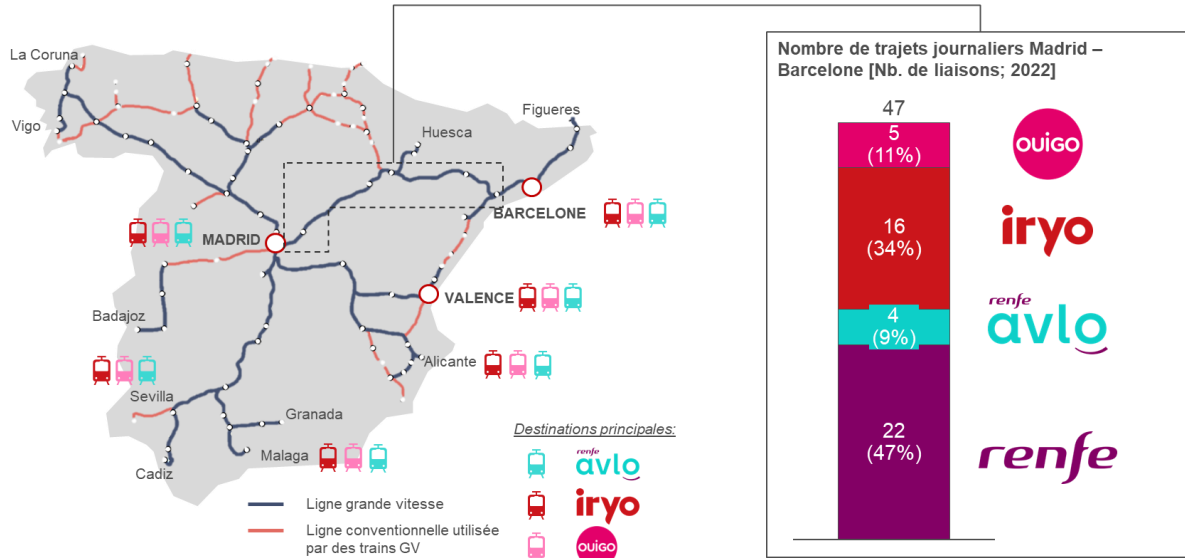 La Coruna
Vigo
Huesca
Figueres
BARCELONE
MADRID
VALENCE
Badajoz
Alicante
Sevilla
Granada
Malaga
Cadiz
Ligne grande vitesse
Ligne conventionnelle utilisée
par des trains GV
Destinations principales:
renfe
avlo
iryo
OUIGO
Nombre de trajets journaliers Madrid –
Barcelone [Nb. de liaisons; 2022]
47
5
(11%)
OUIGO
16
(34%)
iryo
4
(9%)
renfe
avlo
22
(47%)
renfe